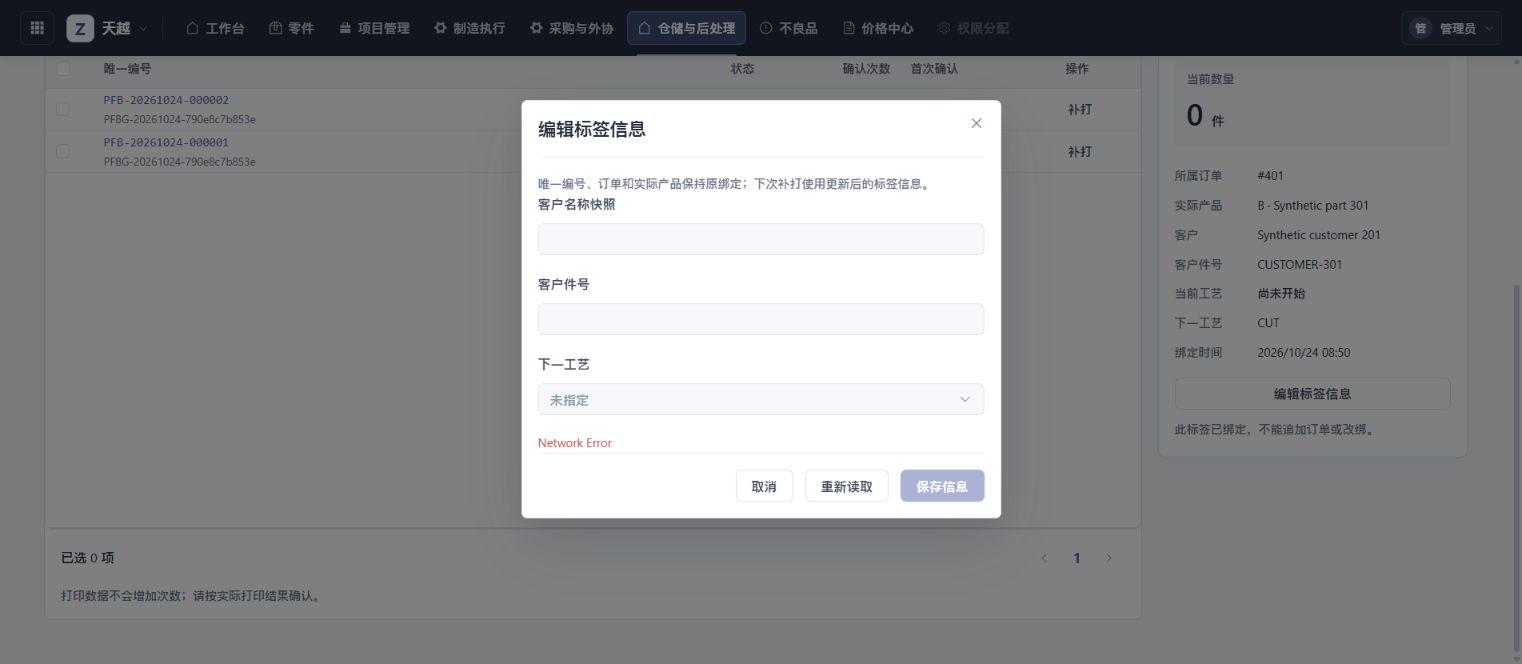 Z 天越 工作台 零件 项目管理 制造执行 采购与外协 仓储与后处理 不良品 价格中心 权限分配 管 管理员
唯一编号 状态 确认次数 首次确认 操作
PFB-20261024-000002
PFBG-20261024-790e8c7b853e
补打
PFB-20261024-000001
PFBG-20261024-790e8c7b853e
补打
已选 0 项
1
打印数据不会增加次数；请按实际打印结果确认。
编辑标签信息
唯一编号、订单和实际产品保持原绑定；下次补打使用更新后的标签信息。
客户名称快照
客户件号
下一工艺
未指定
Network Error
取消 重新读取 保存信息
当前数量
0 件
所属订单 #401
实际产品 B · Synthetic part 301
客户 Synthetic customer 201
客户件号 CUSTOMER-301
当前工艺 尚未开始
下一工艺 CUT
绑定时间 2026/10/24 08:50
编辑标签信息
此标签已绑定，不能追加订单或改绑。